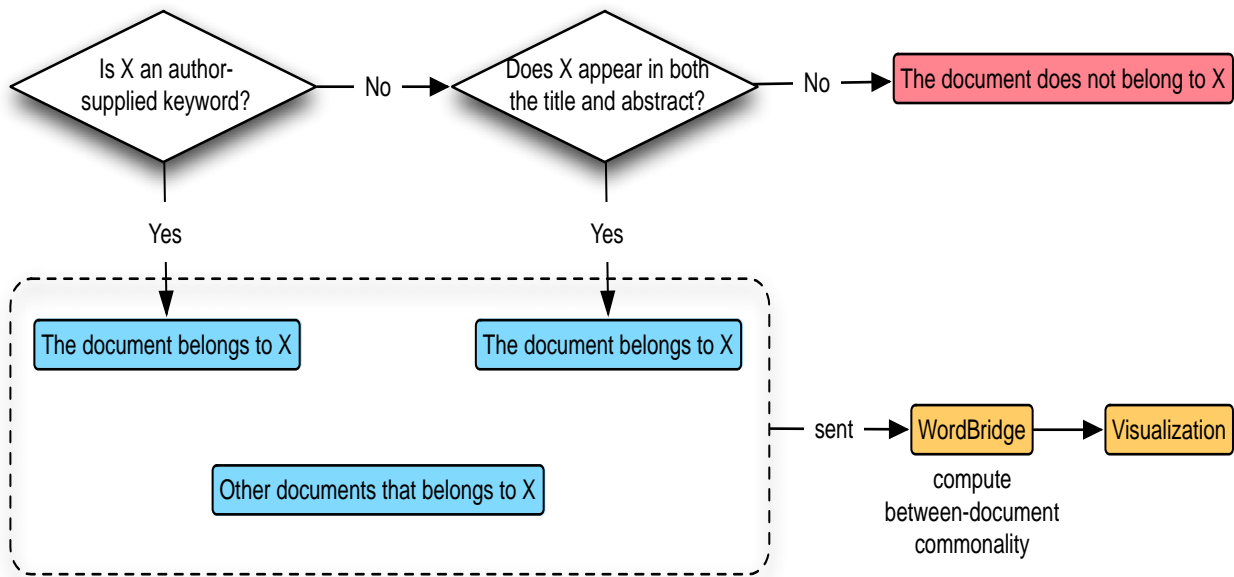 Is X an author-
supplied keyword?
No
Does X appear in both
the title and abstract?
No
The document does not belong to X
Yes
Yes
The document belongs to X
The document belongs to X
sent
WordBridge
Visualization
compute
between-document
commonality
Other documents that belongs to X